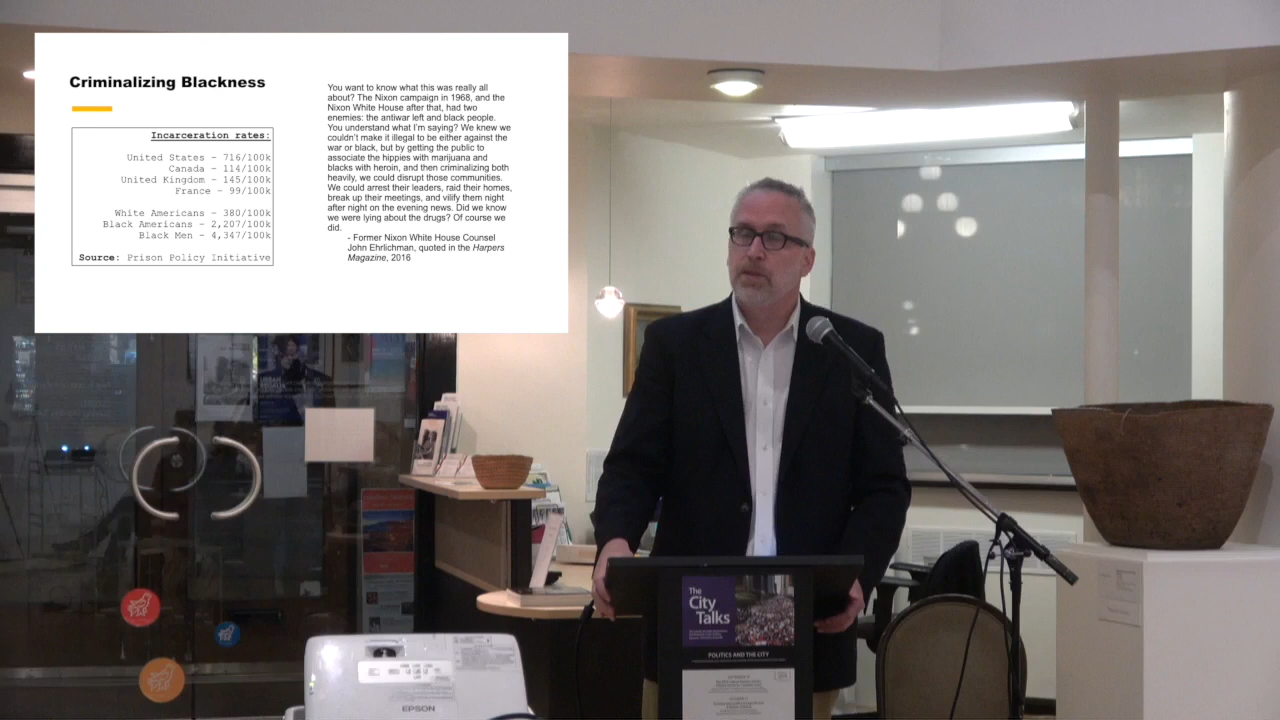 Criminalizing Blackness
Incarceration rates:
United States – 716/100k
Canada – 114/100k
United Kingdom – 145/100k
France – 99/100k
White Americans – 380/100k
Black Americans – 2,207/100k
Black Men – 4,347/100k
Source: Prison Policy Initiative
You want to know what this was really all
about? The Nixon campaign in 1968, and the
Nixon White House after that, had two
enemies: the antiwar left and black people.
You understand what I'm saying? We knew we
couldn't make it illegal to be either against the
war or black, but by getting the public to
associate the hippies with marijuana and
blacks with heroin, and then criminalizing both
heavily, we could disrupt those communities.
We could arrest their leaders, raid their homes,
break up their meetings, and vilify them night
after night on the evening news. Did we know
we were lying about the drugs? Of course we
did.
- Former Nixon White House Counsel
John Ehrlichman, quoted in the Harpers
Magazine, 2016
The
City
Talks
POLITICS AND THE CITY
EPSON